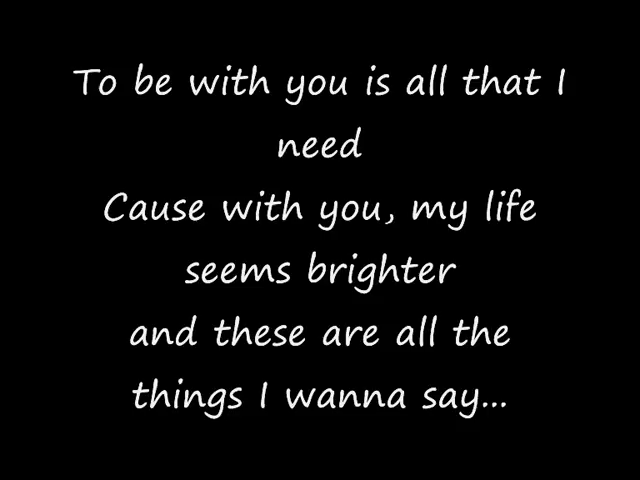 To be with you is all that I
need
Cause with you, my life
seems brighter
and these are all the
things I wanna say...